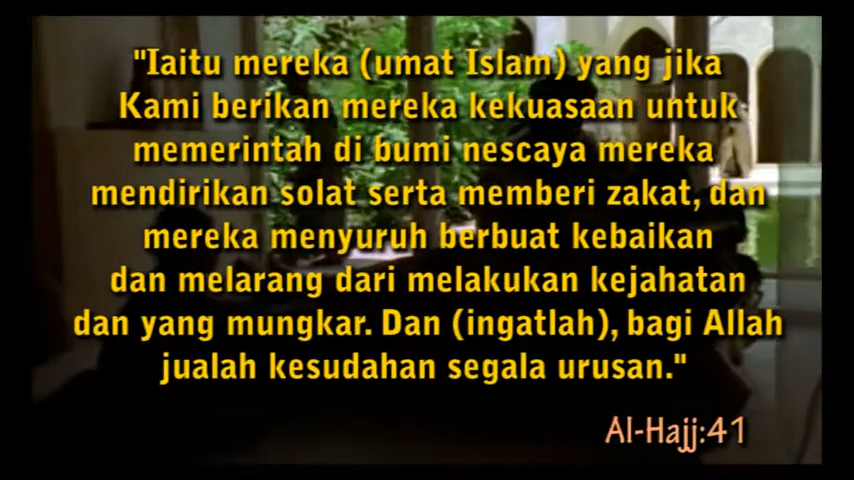 "Iaitu mereka (umat Islam) yang jika
Kami berikan mereka kekuasaan untuk
memerintah di bumi nescaya mereka
mendirikan solat serta memberi zakat, dan
mereka menyuruh berbuat kebaikan
dan melarang dari melakukan kejahatan
dan yang mungkar. Dan (ingatlah), bagi Allah
jualah kesudahan segala urusan."
Al-Hajj:41